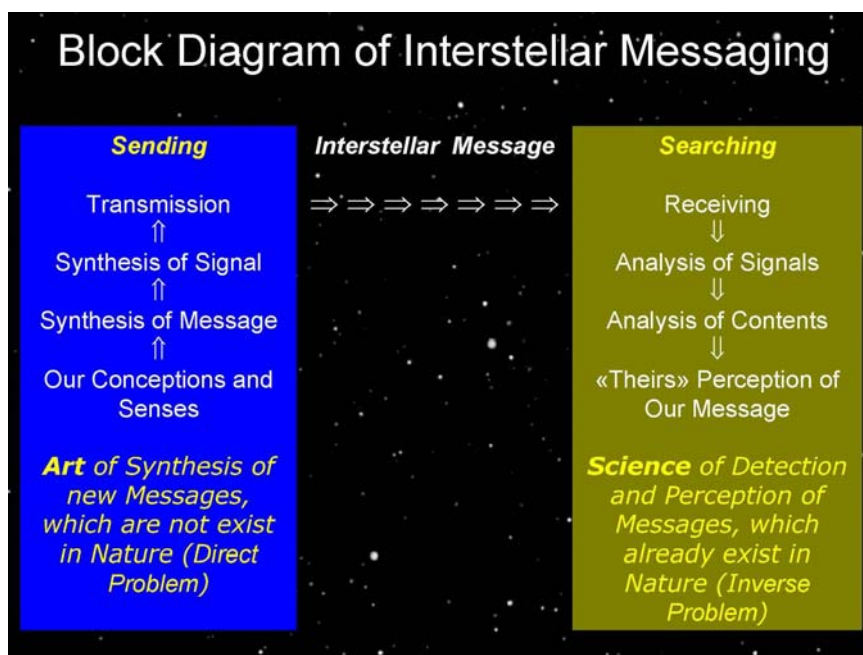 Block Diagram of Interstellar Messaging
Sending
Transmission
⇑
Synthesis of Signal
⇑
Synthesis of Message
⇑
Our Conceptions and
Senses
Art of Synthesis of
new Messages,
which are not exist
in Nature (Direct
Problem)
Interstellar Message
⇒⇒⇒⇒⇒⇒⇒
Searching
Receiving
⇓
Analysis of Signals
⇓
Analysis of Contents
⇓
«Theirs» Perception of
Our Message
Science of Detection
and Perception of
Messages, which
already exist in
Nature (Inverse
Problem)